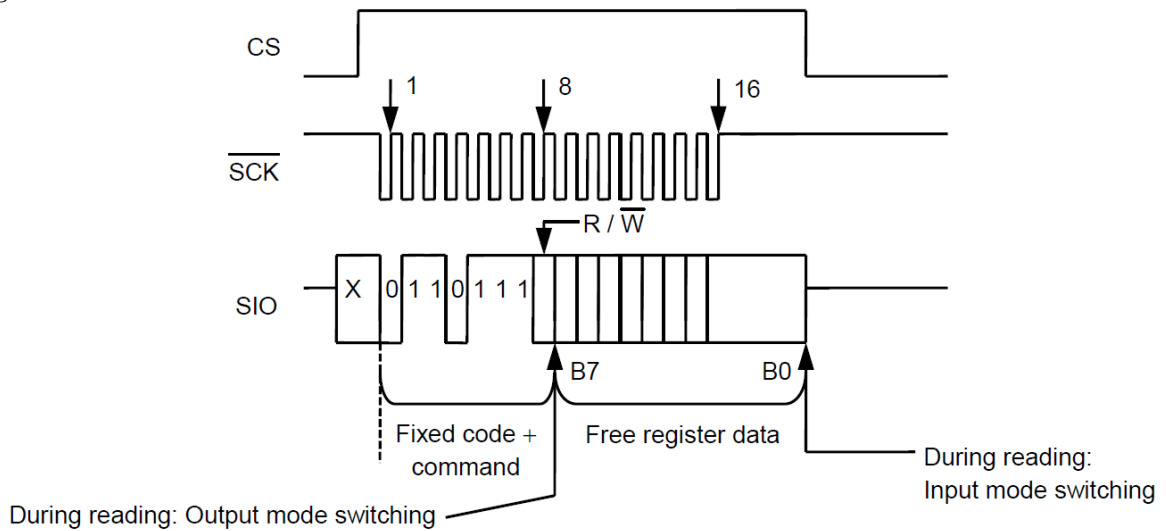 CS
1 8 16
SCK
R / W
X 0 1 1 0 1 1 1
SIO
B7 B0
Fixed code +
command
Free register data
During reading:
Input mode switching
During reading: Output mode switching